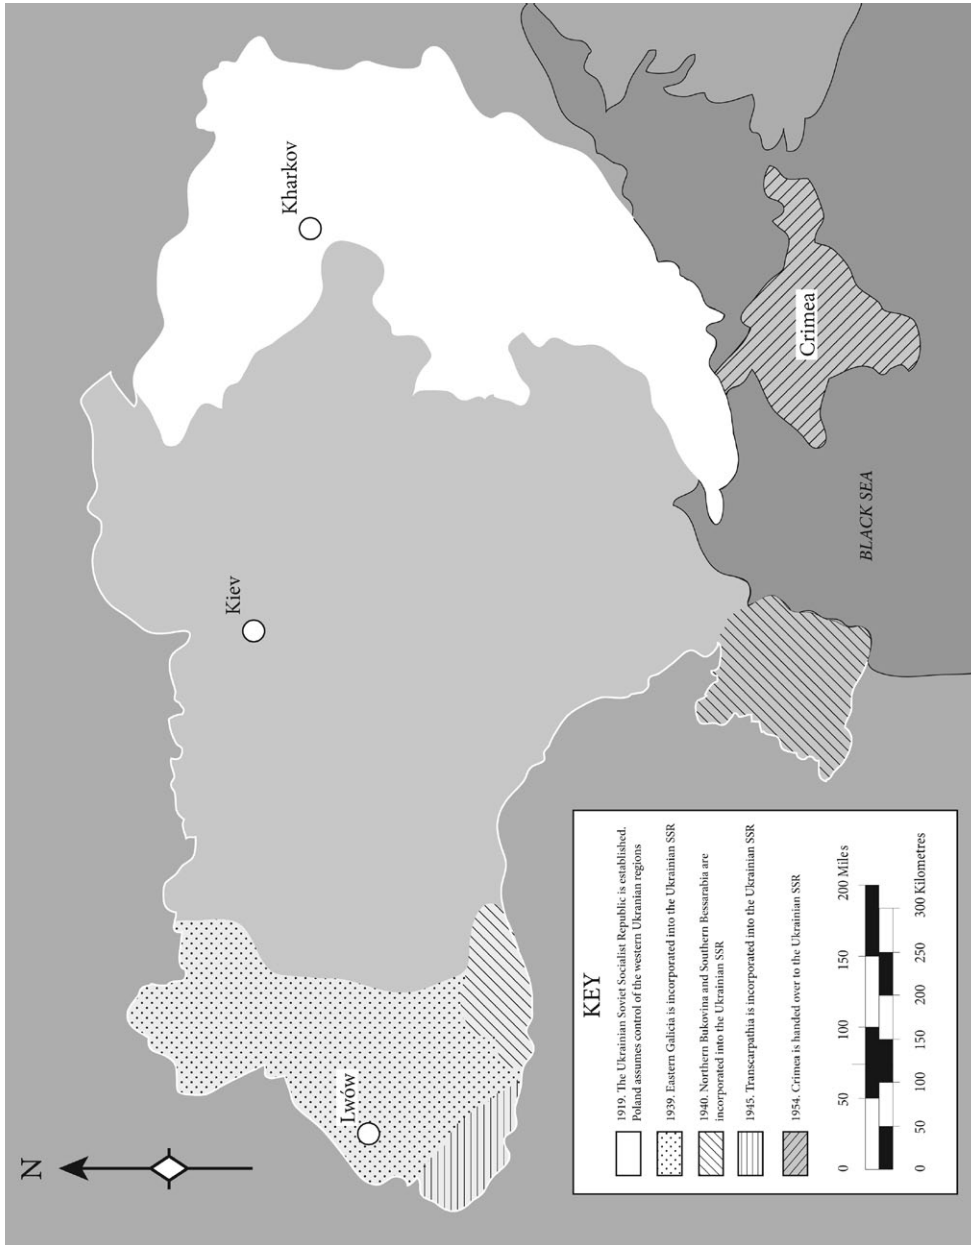 N
Kharkov
Kiev
Lwow
Crimea
BLACK SEA
KEY
1919. The Ukrainian Soviet Socialist Republic is established.
Poland assumes control of the western Ukranian regions
1939. Eastern Galicia is incorporated into the Ukrainian SSR
1940. Northern Bukovina and Southern Bessarabia are
incorporated into the Ukrainian SSR
1945. Transcarpathia is incorporated into the Ukrainian SSR
1954. Crimea is handed over to the Ukrainian SSR
0 50 100 150 200 Miles
0 50 100 150 200 250 300 Kilometres